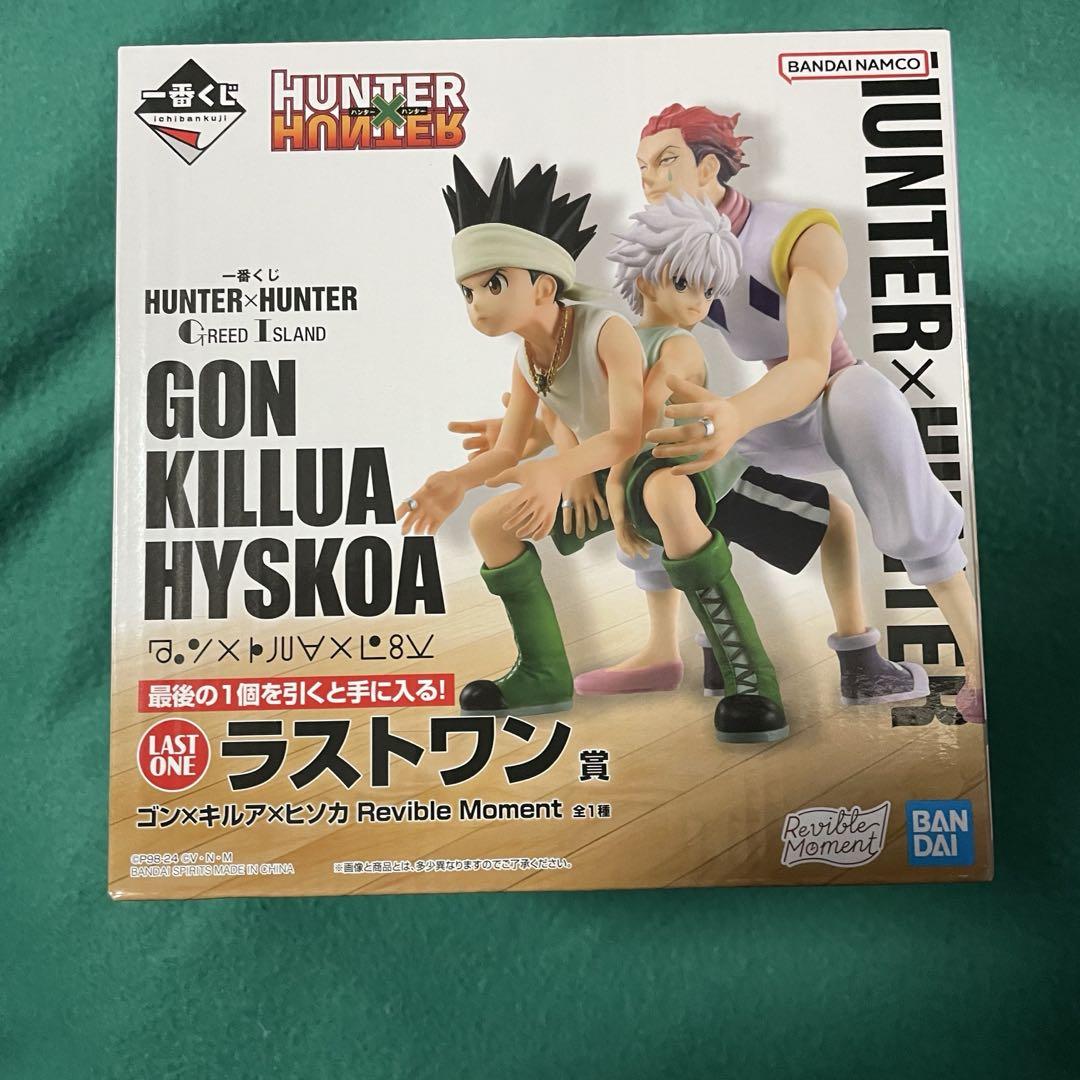 一番くじ
ichibankuji
HUNTER
ハンター×ハンター
HUNTER
BANDAI NAMCO
HUNTER×HUNTER
一番くじ
HUNTER×HUNTER
GREED ISLAND
GON
KILLUA
HYSKOA
最後の1個を引くと手に入る!
LAST
ONE
ラストワン賞
ゴン×キルア×ヒソカ Revible Moment 全1種
©P98-24 ©V・N・M
BANDAI SPIRITS MADE IN CHINA
※画像と商品とは、多少異なりますのでご了承ください。
Revible
Moment
BAN
DAI